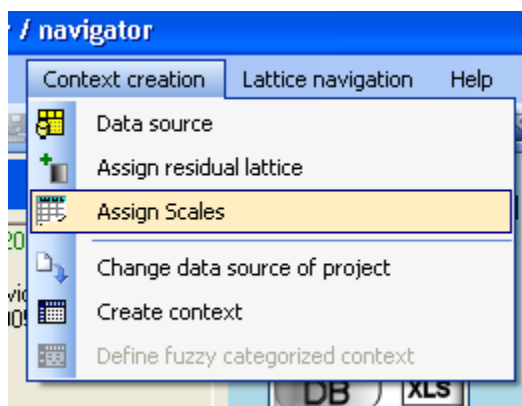 / navigator
Context creation Lattice navigation Help
Data source
Assign residual lattice
Assign Scales
20
Change data source of project
Create context
Define fuzzy categorized context
DB XLS